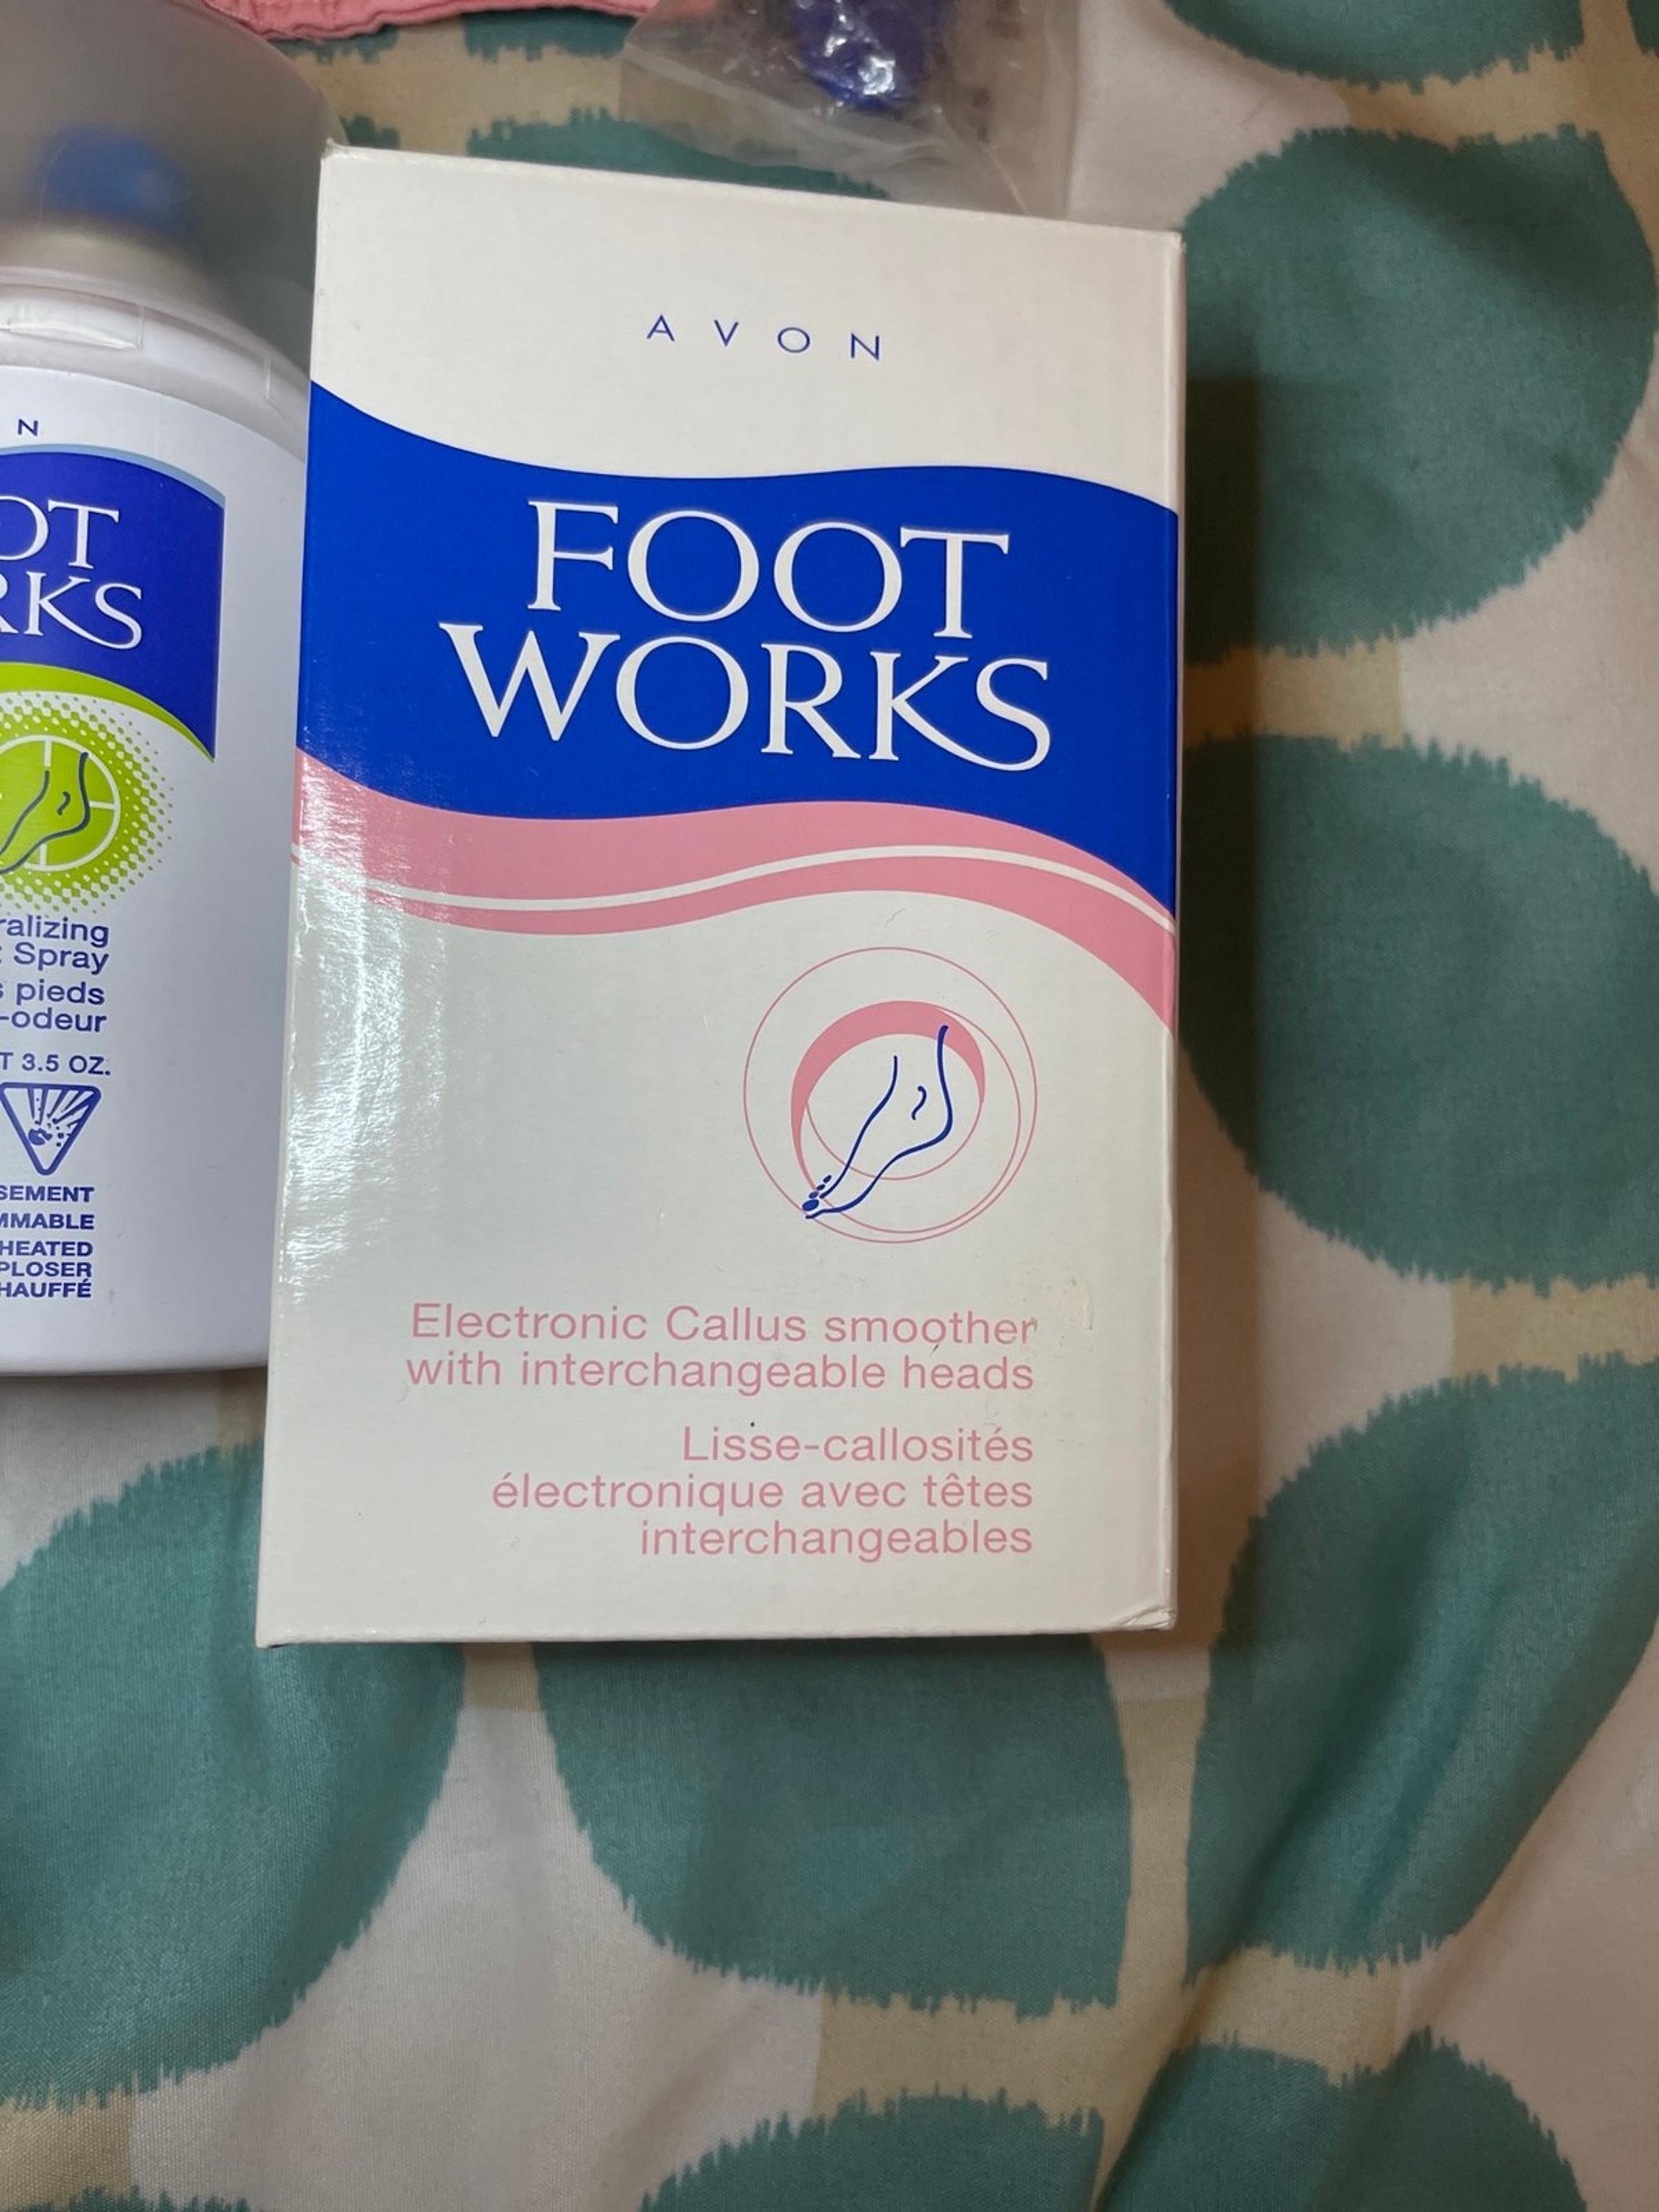 AVON
FOOT
WORKS
Electronic Callus smoother
with interchangeable heads
Lisse-callosités
électronique avec têtes
interchangeables
N
OT
RKS
ralizing
Spray
pieds
-odeur
T 3.5 OZ.
SEMENT
MMABLE
HEATED
PLOSER
HAUFFÉ